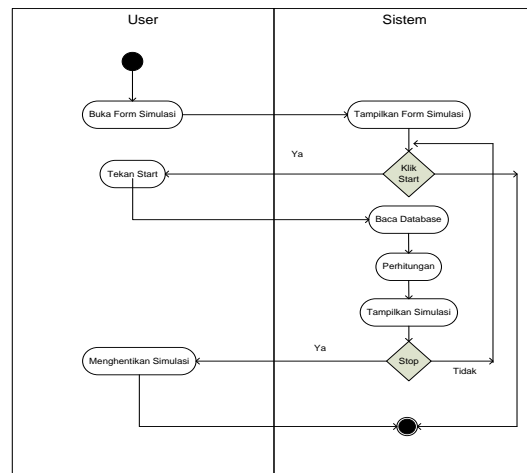 User
Sistem
Buka Form Simulasi
Tampilkan Form Simulasi
Ya
Tekan Start
Klik
Start
Baca Database
Perhitungan
Tampilkan Simulasi
Ya
Menghentikan Simulasi
Stop
Tidak